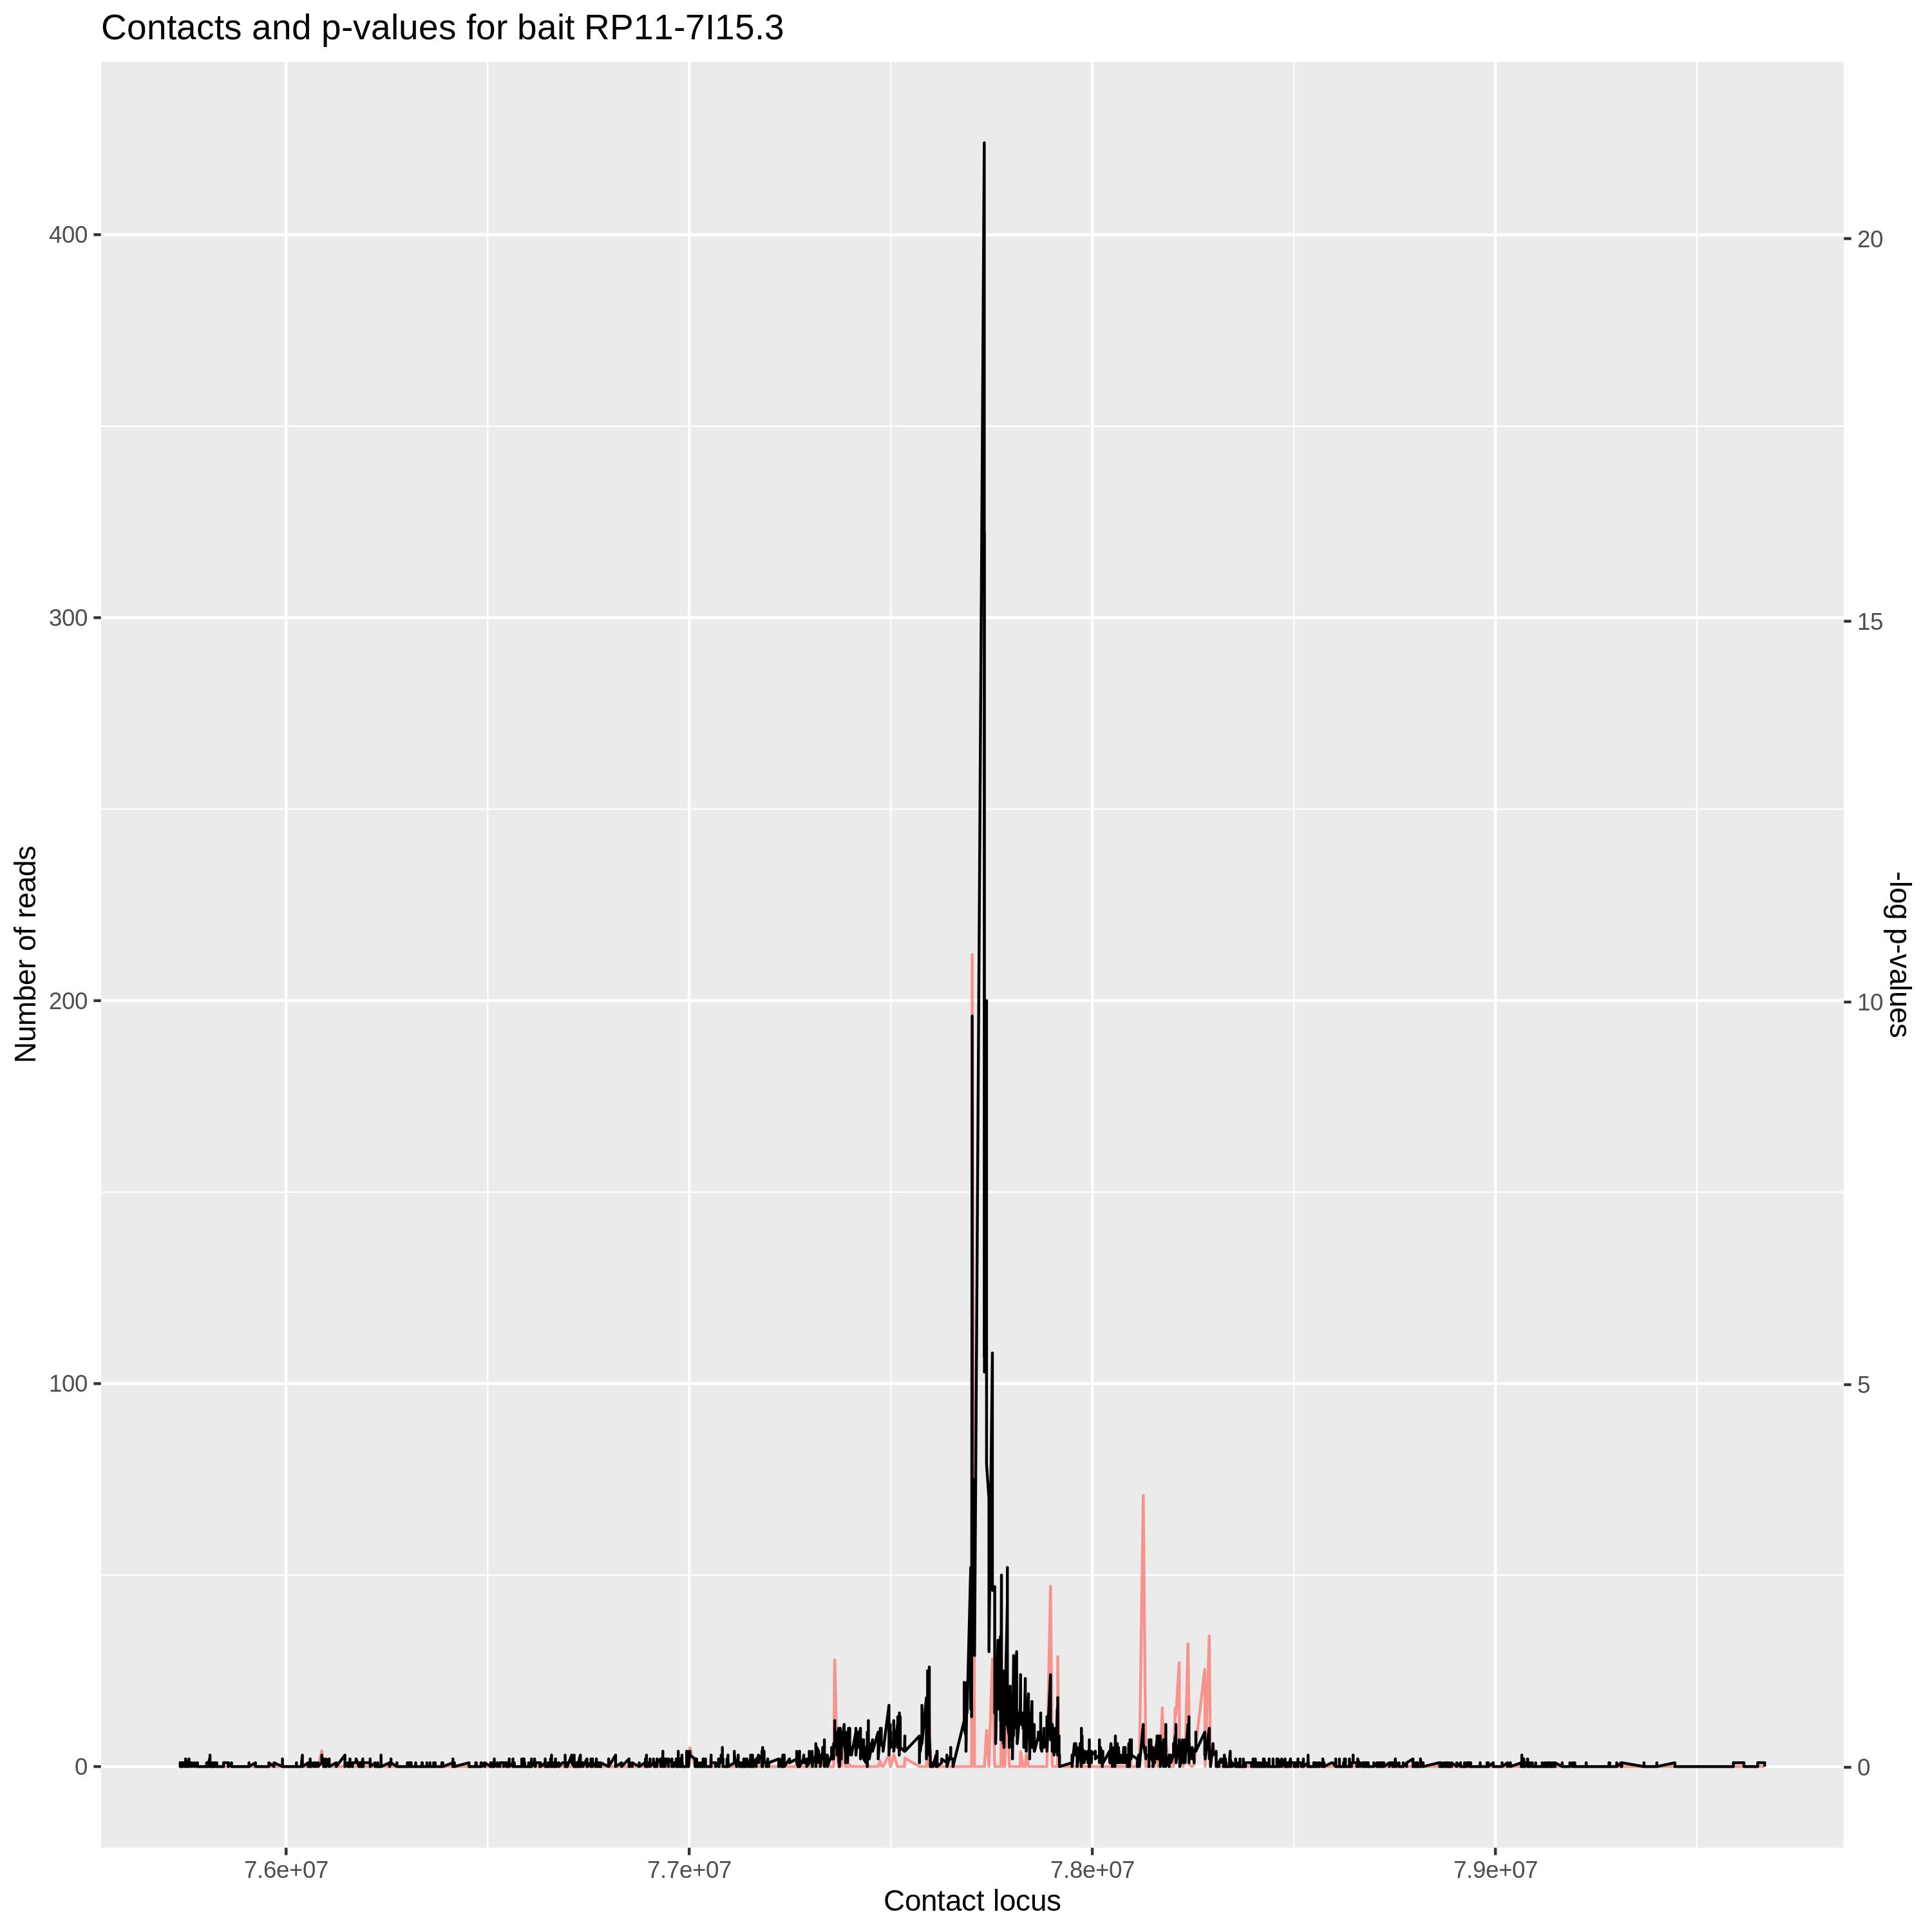 Contacts and p-values for bait RP11-7I15.3
400
300
200
100
0
20
15
10
5
0
Number of reads
-log p-values
7.6e+07
7.7e+07
7.8e+07
7.9e+07
Contact locus